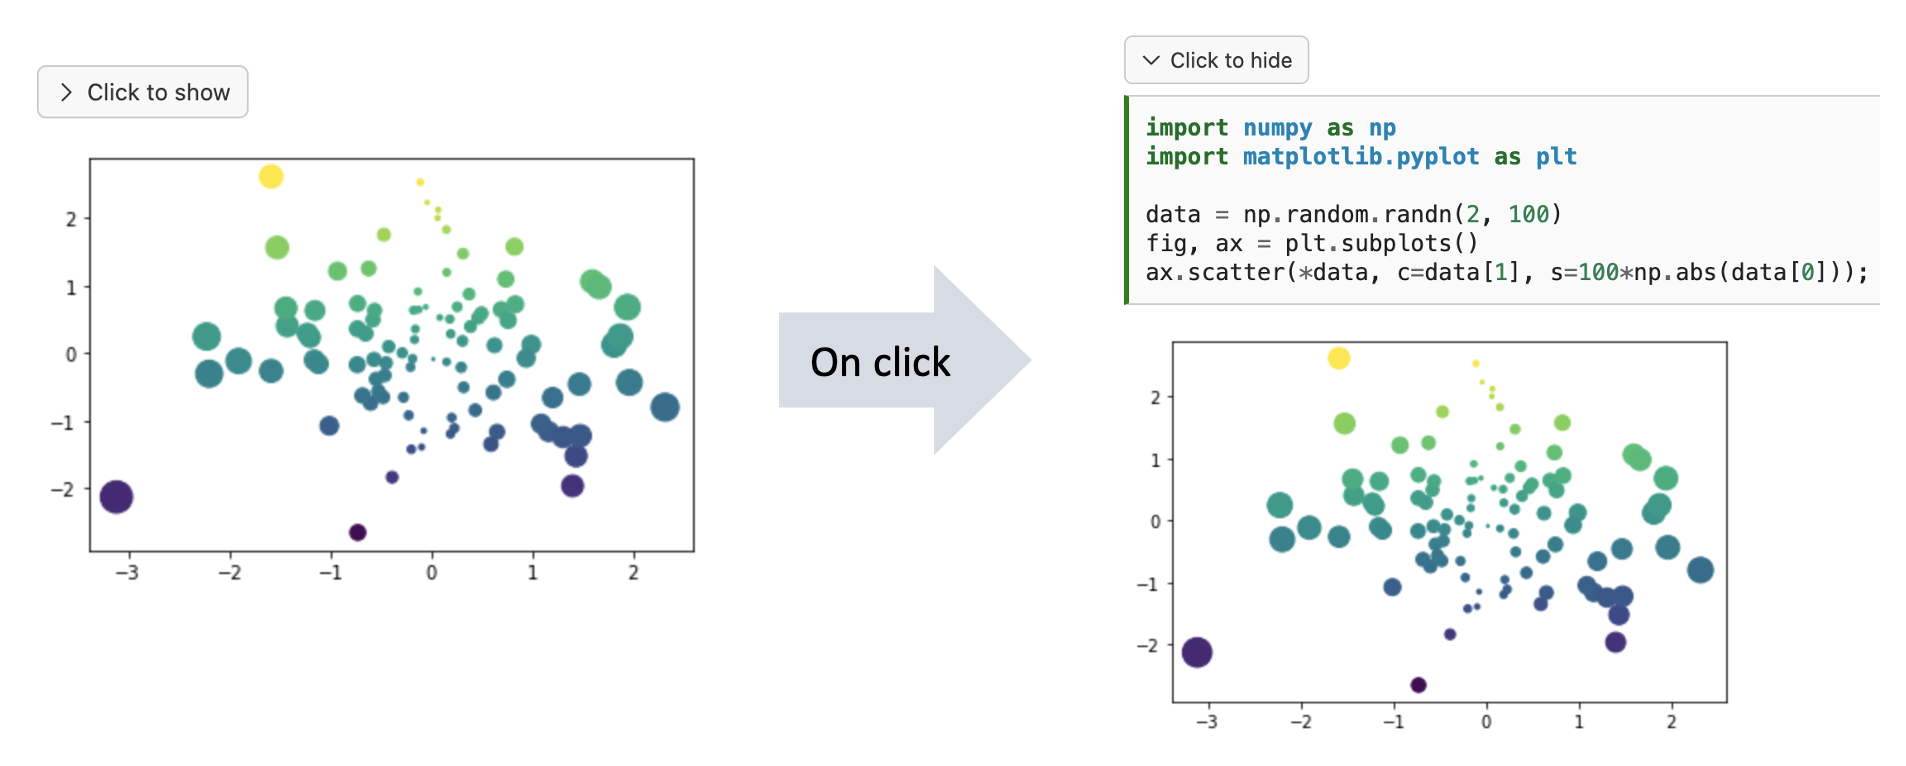 Click to show
2
1
0
−1
−2
−3
−2
−1
0
1
2
On click
Click to hide
import numpy as np
import matplotlib.pyplot as plt
data = np.random.randn(2, 100)
fig, ax = plt.subplots()
ax.scatter(*data, c=data[1], s=100*np.abs(data[0]));
2
1
0
−1
−2
−3
−2
−1
0
1
2